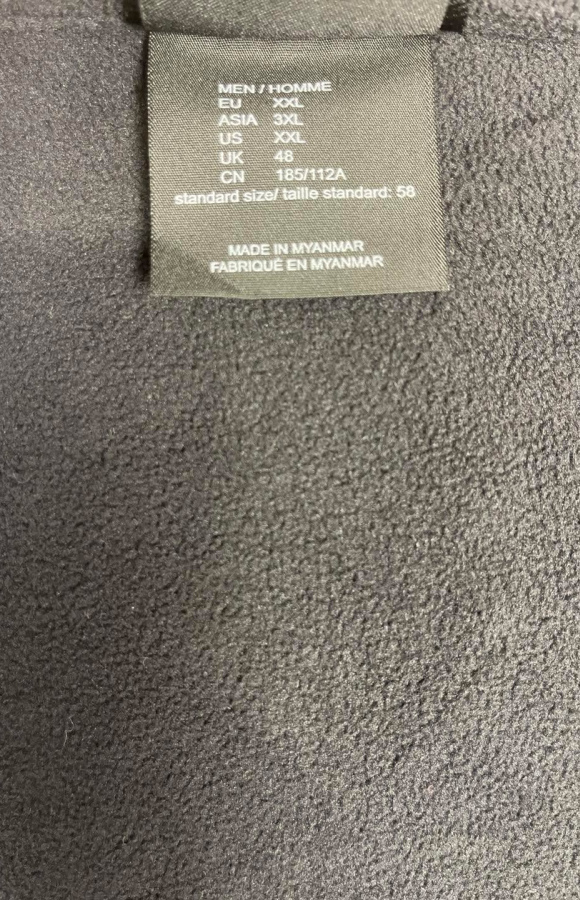 MEN / HOMME
EU XXL
ASIA 3XL
US XXL
UK 48
CN 185/112A
standard size/ taille standard: 58
MADE IN MYANMAR
FABRIQUÉ EN MYANMAR